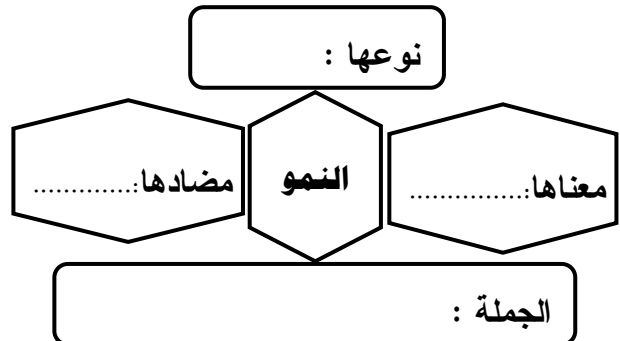 نوعها :
معناها:...............
النمو
مضادها:.............
الجملة :